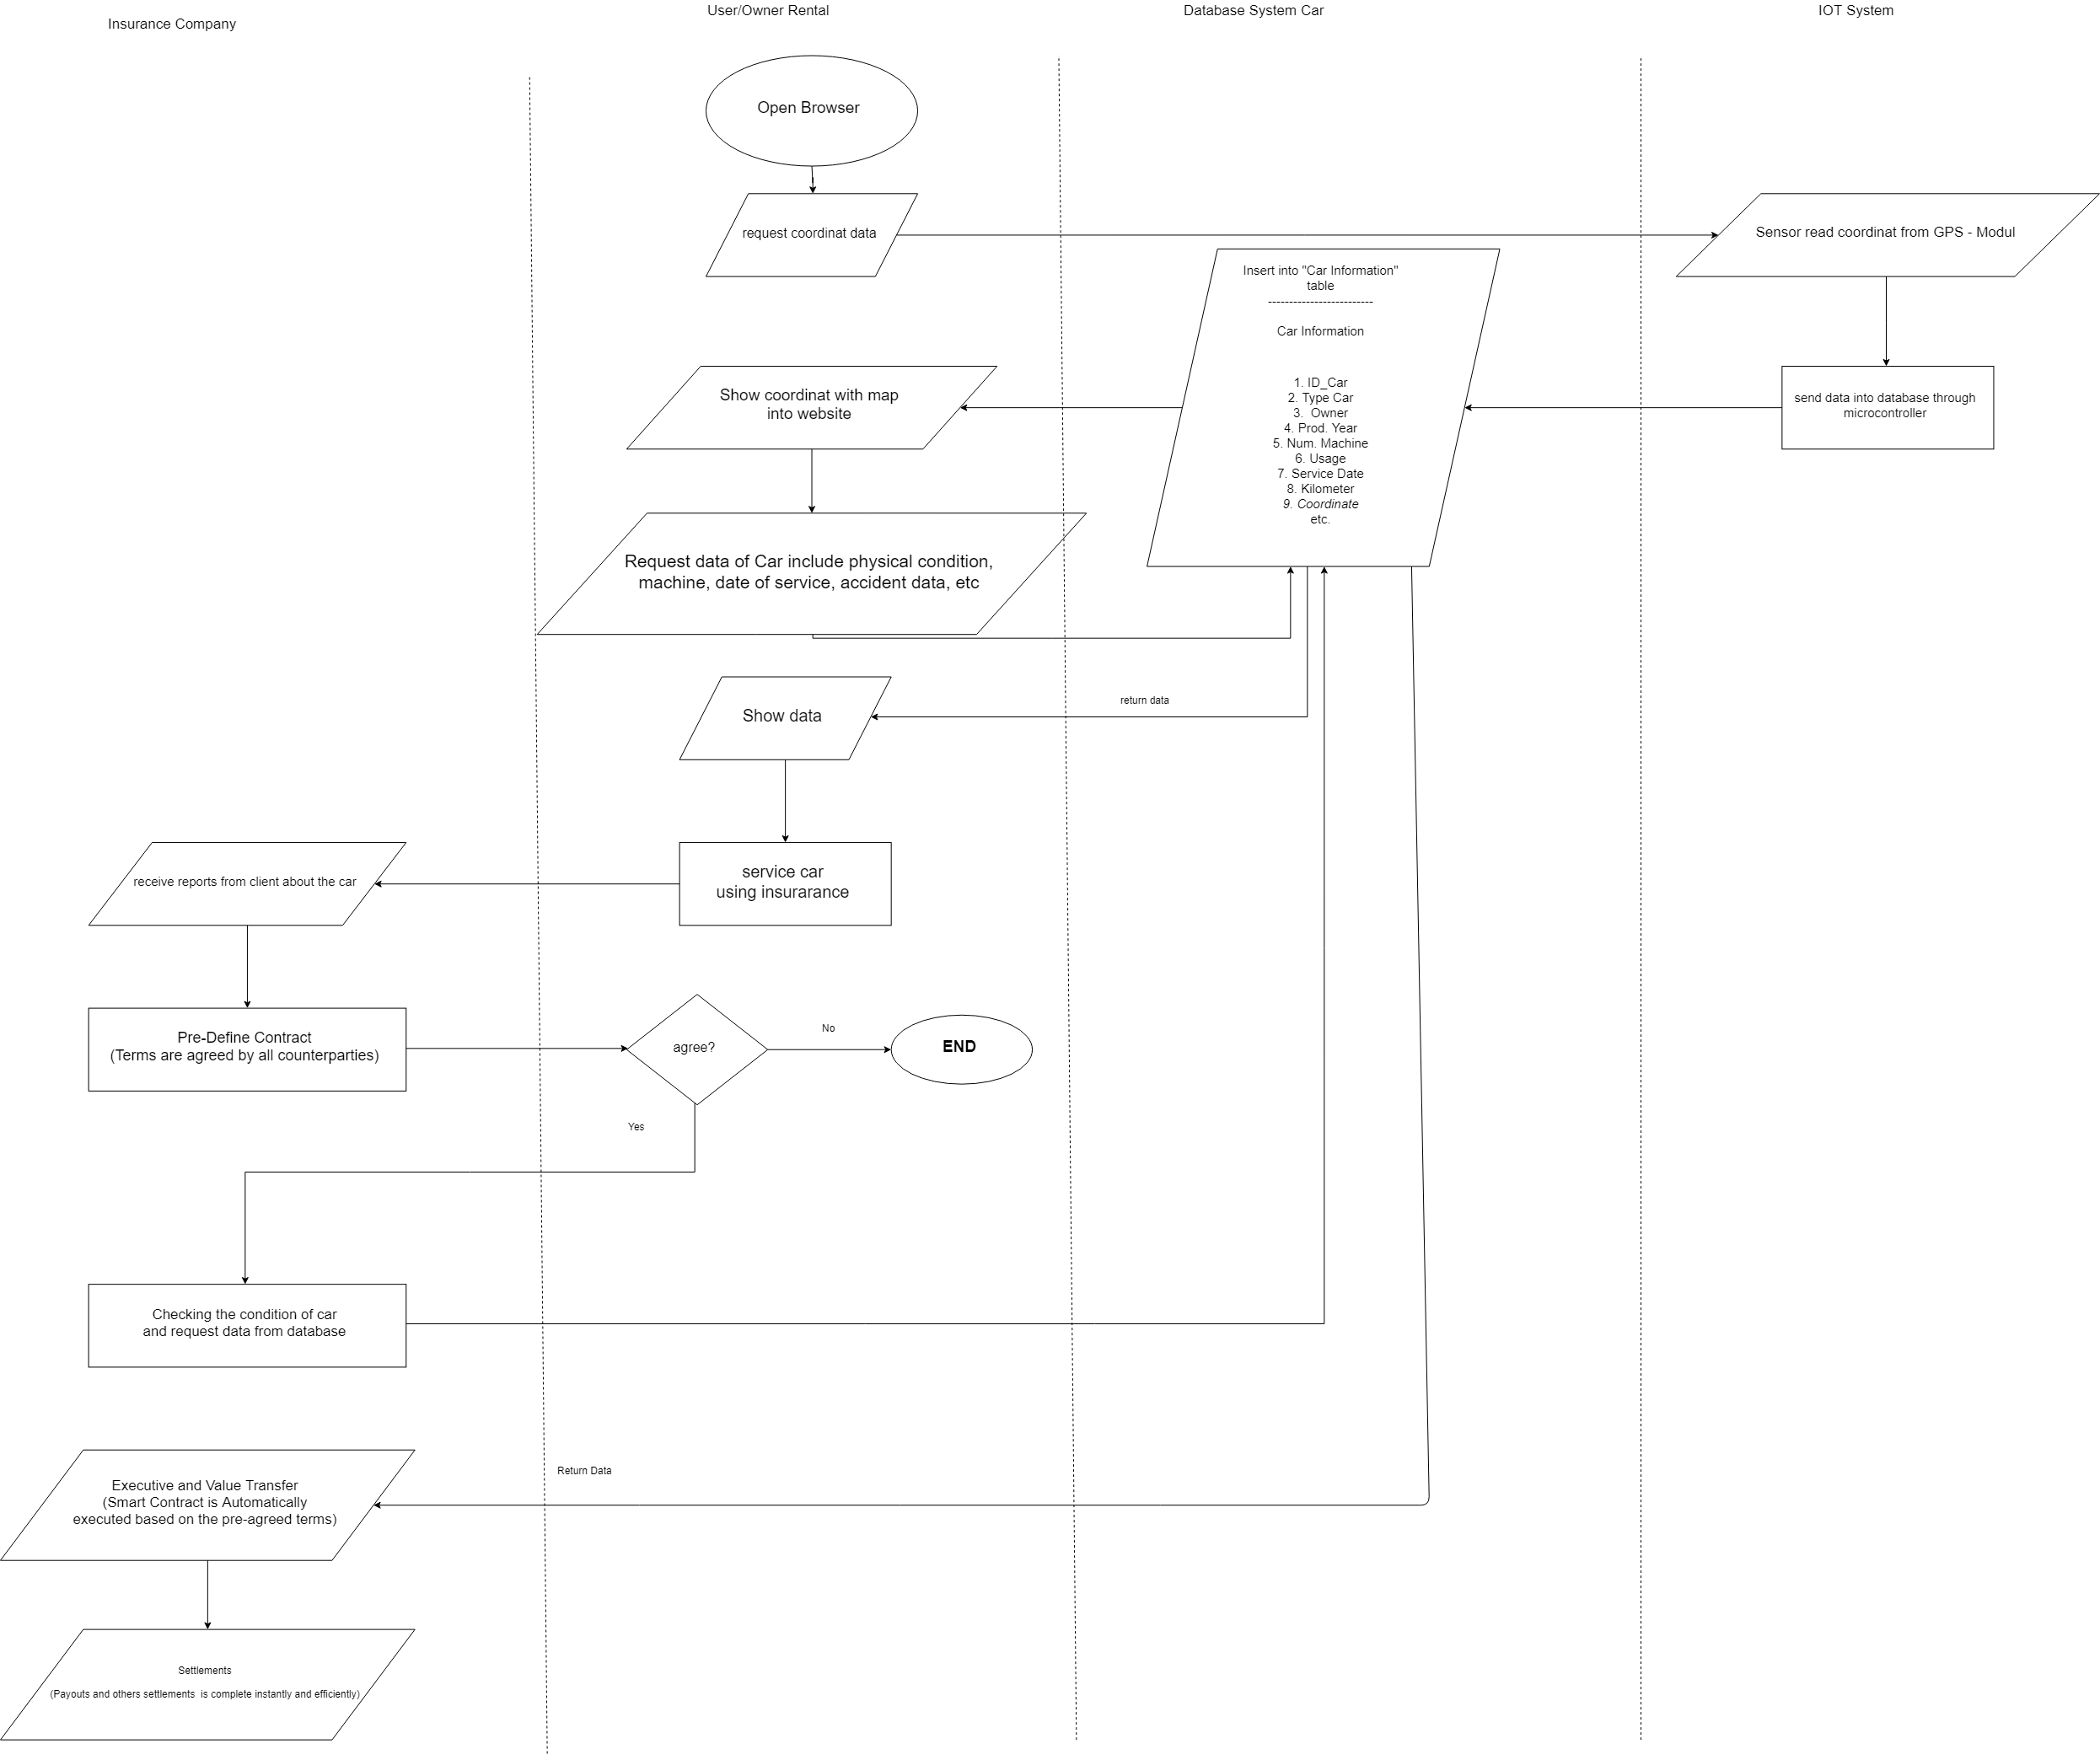 Insurance Company
User/Owner Rental
Database System Car
IOT System
Open Browser
request coordinat data
Sensor read coordinat from GPS - Modul
Insert into "Car Information"
table
-------------------------
Car Information
1. ID_Car
2. Type Car
3. Owner
4. Prod. Year
5. Num. Machine
6. Usage
7. Service Date
8. Kilometer
9. Coordinate
etc.
Show coordinat with map
into website
send data into database through
microcontroller
Request data of Car include physical condition,
machine, date of service, accident data, etc
return data
Show data
service car
using insurarance
receive reports from client about the car
Pre-Define Contract
(Terms are agreed by all counterparties)
agree?
No
END
Yes
Checking the condition of car
and request data from database
Return Data
Executive and Value Transfer
(Smart Contract is Automatically
executed based on the pre-agreed terms)
Settlements
(Payouts and others settlements is complete instantly and efficiently)